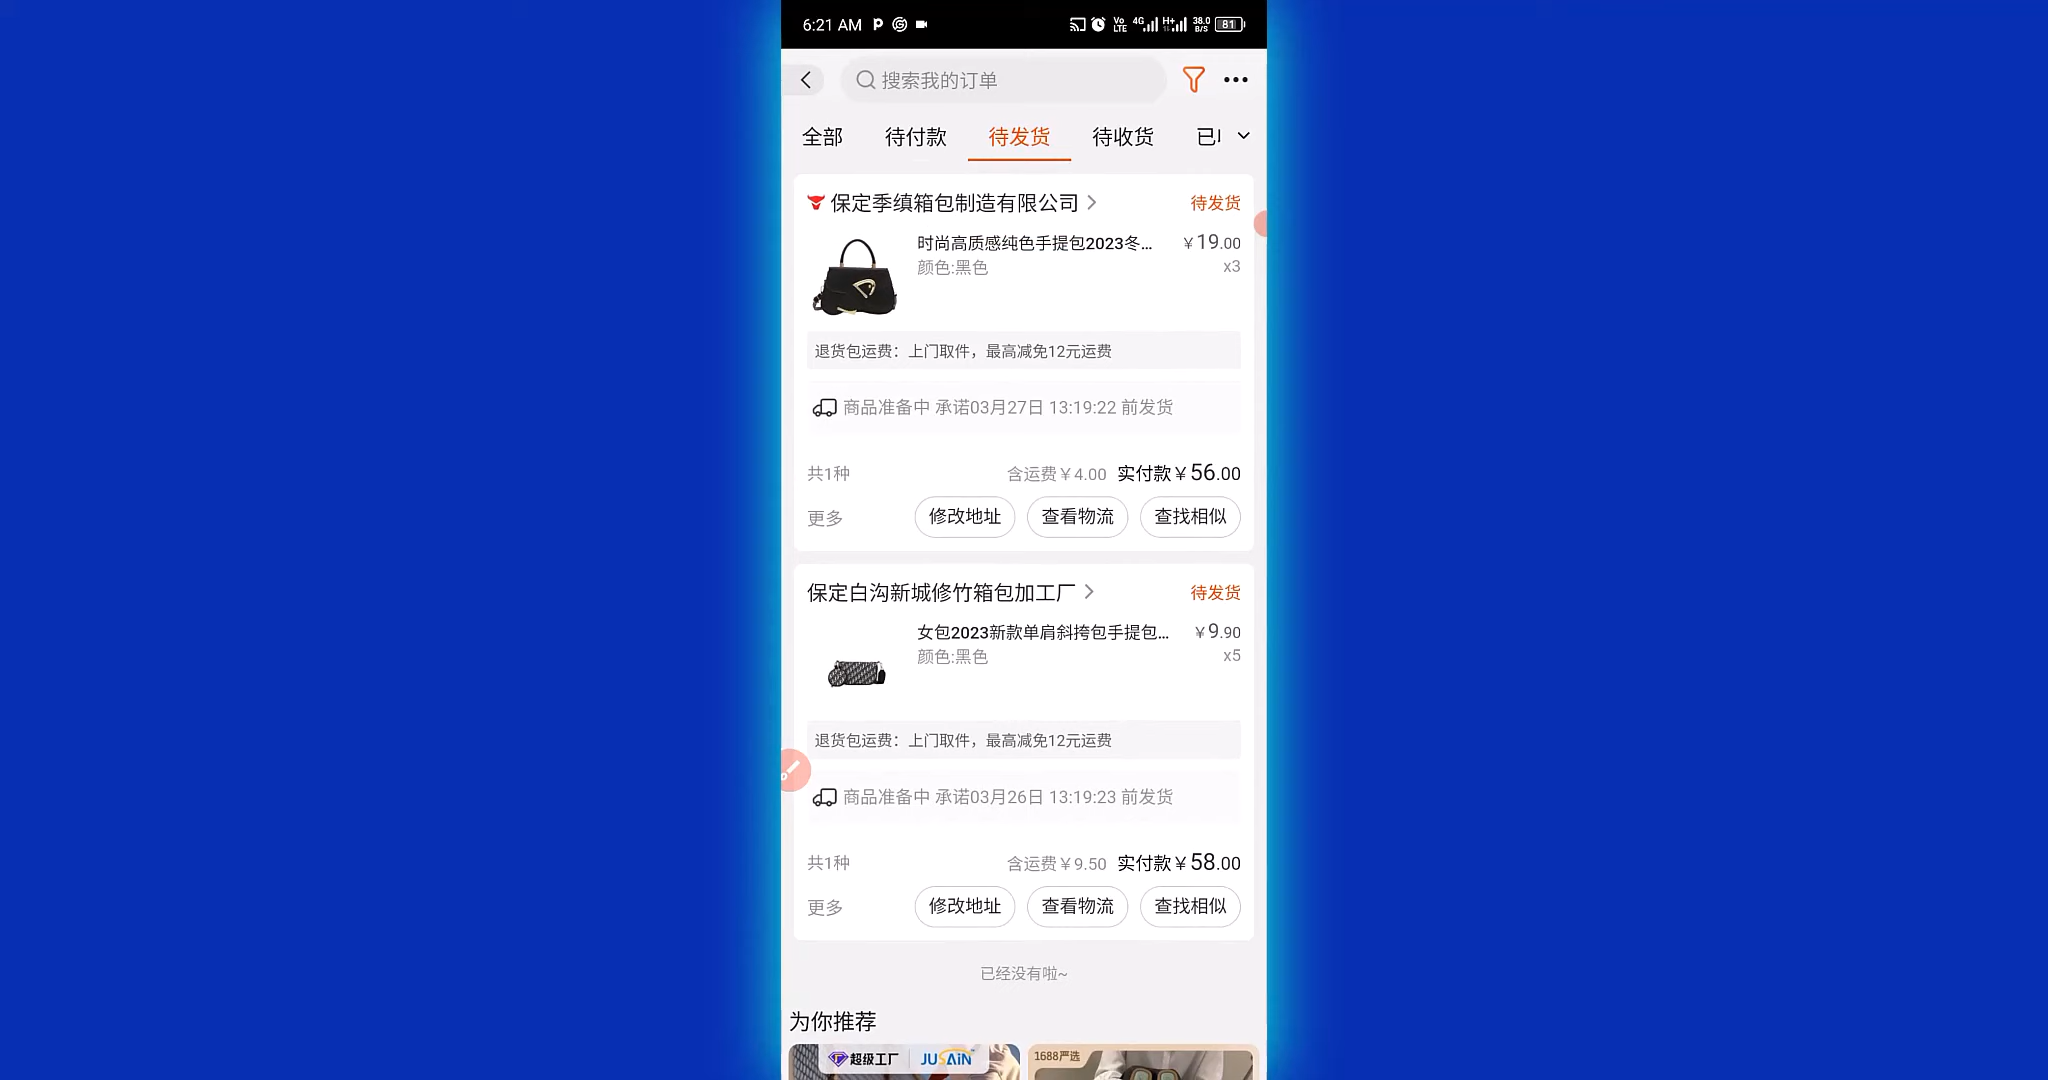 6:21 AM
Vo LTE 4G H+ 38.0 B/S 81
搜索我的订单
全部 待付款 待发货 待收货 已
保定季缜箱包制造有限公司 待发货
时尚高质感纯色手提包2023冬... ¥19.00
颜色:黑色 x3
退货包运费：上门取件，最高减免12元运费
商品准备中 承诺03月27日 13:19:22 前发货
共1种 含运费¥4.00 实付款¥56.00
更多 修改地址 查看物流 查找相似
保定白沟新城修竹箱包加工厂 待发货
女包2023新款单肩斜挎包手提包... ¥9.90
颜色:黑色 x5
退货包运费：上门取件，最高减免12元运费
商品准备中 承诺03月26日 13:19:23 前发货
共1种 含运费¥9.50 实付款¥58.00
更多 修改地址 查看物流 查找相似
已经没有啦~
为你推荐
超级工厂 JUSAiN 1688严选